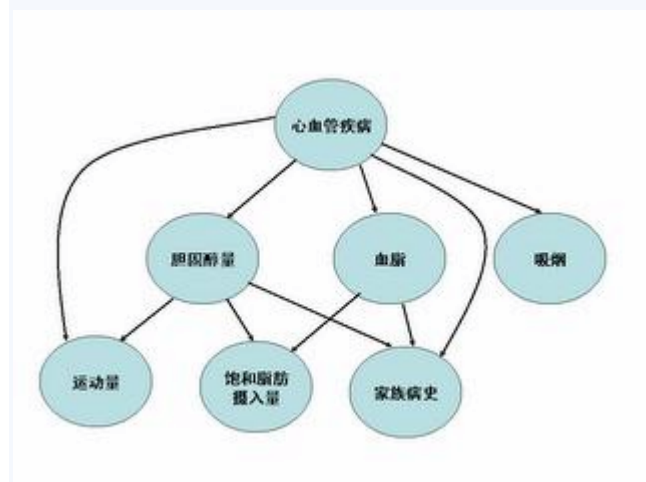 心血管疾病
胆固醇量
血脂
吸烟
运动量
饱和脂肪
摄入量
家族病史